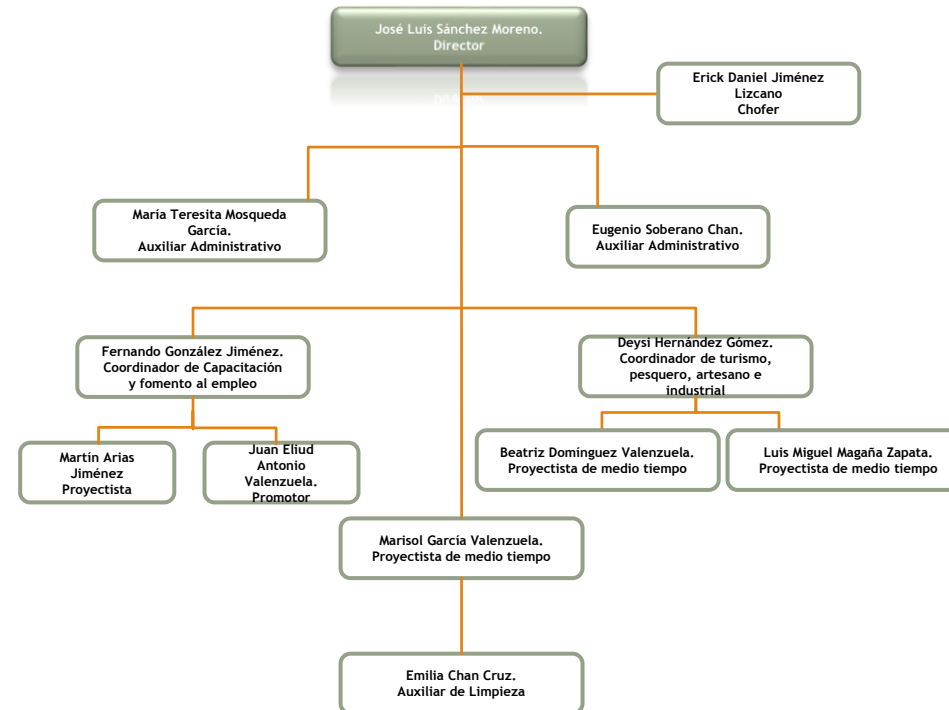 José Luis Sánchez Moreno.
Director
Erick Daniel Jiménez
Lizcano
Chofer
María Teresita Mosqueda
García.
Auxiliar Administrativo
Eugenio Soberano Chan.
Auxiliar Administrativo
Fernando González Jiménez.
Coordinador de Capacitación
y fomento al empleo
Deysi Hernández Gómez.
Coordinador de turismo,
pesquero, artesano e
industrial
Martín Arias
Jiménez
Proyectista
Juan Eliud
Antonio
Valenzuela.
Promotor
Beatriz Domínguez Valenzuela.
Proyectista de medio tiempo
Luis Miguel Magaña Zapata.
Proyectista de medio tiempo
Marisol García Valenzuela.
Proyectista de medio tiempo
Emilia Chan Cruz.
Auxiliar de Limpieza